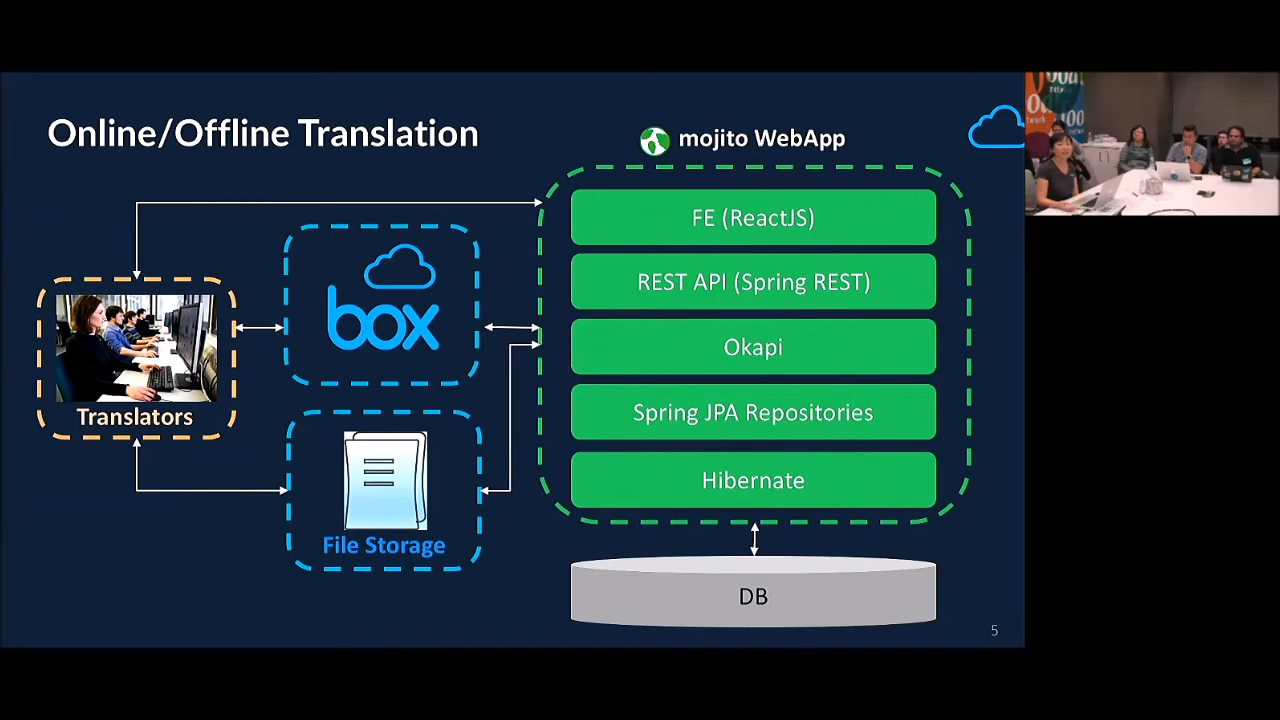 Online/Offline Translation
mojito WebApp
FE (ReactJS)
REST API (Spring REST)
Okapi
Spring JPA Repositories
Hibernate
DB
box
Translators
File Storage
5